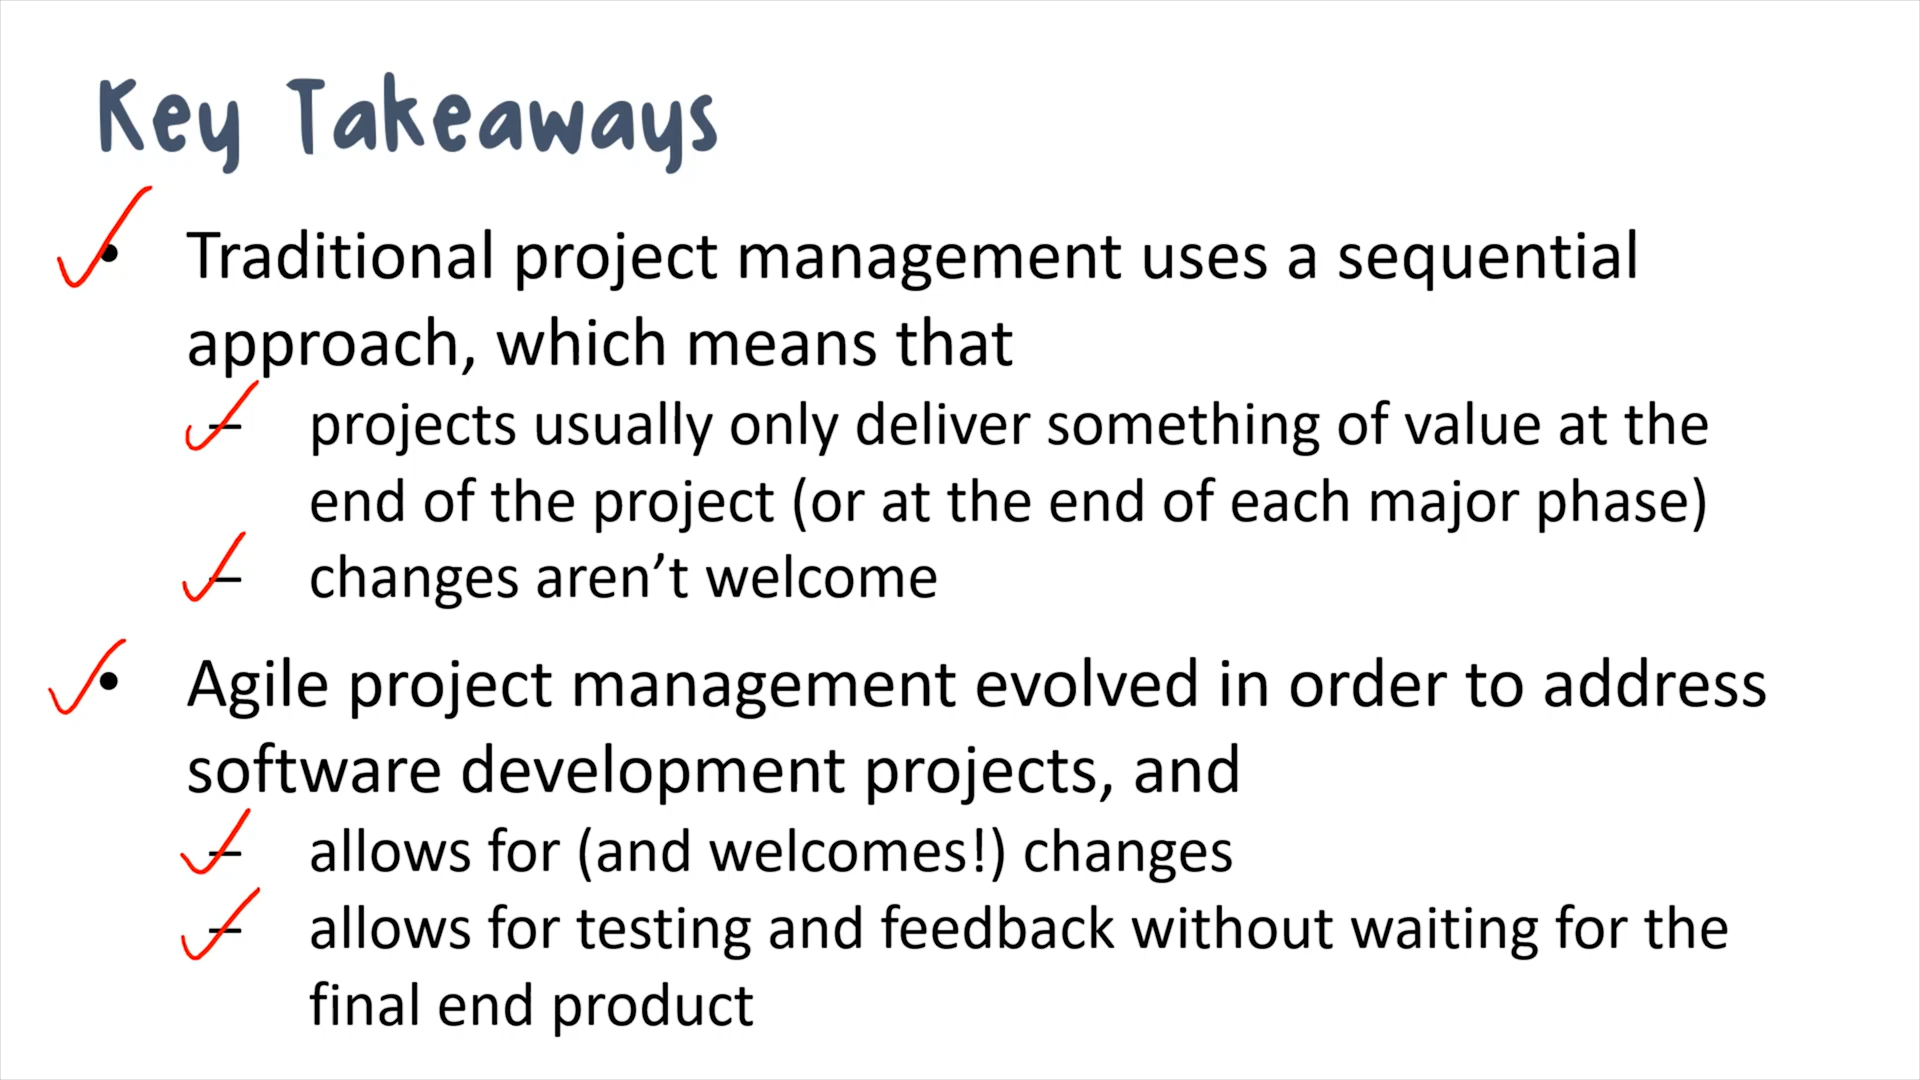 Key Takeaways
• Traditional project management uses a sequential
approach, which means that
– projects usually only deliver something of value at the
end of the project (or at the end of each major phase)
– changes aren’t welcome
• Agile project management evolved in order to address
software development projects, and
– allows for (and welcomes!) changes
– allows for testing and feedback without waiting for the
final end product